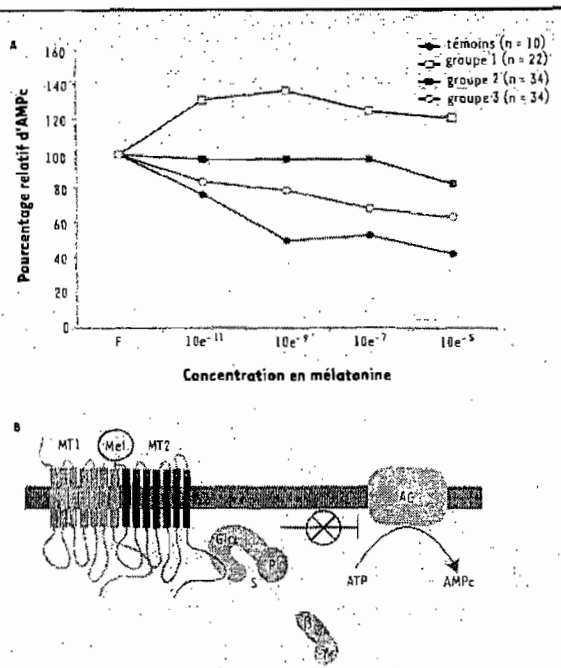 A
témoins (n = 10)
groupe 1 (n = 22)
groupe 2 (n = 34)
groupe 3 (n = 34)
Pourcentage relatif d'AMPc
160
140
120
100
80
60
40
20
0
F 10e⁻¹¹ 10e⁻⁹ 10e⁻⁷ 10e⁻⁵
Concentration en mélatonine
B
MT1 Mel MT2
AC
P
S
ATP AMPc
β
γ